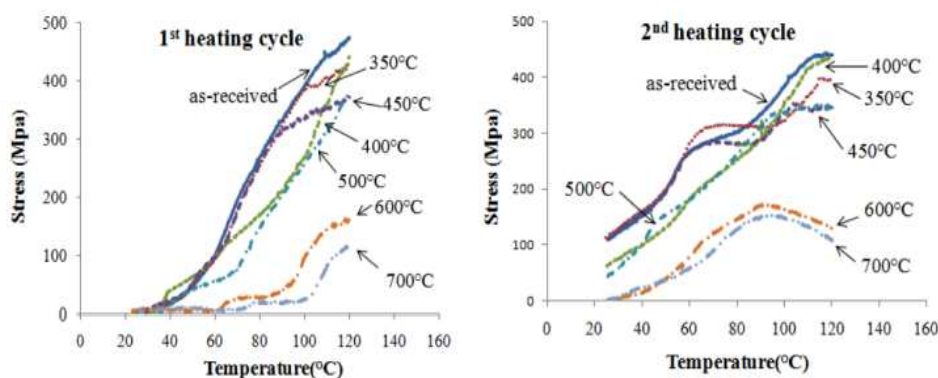 1st heating cycle
500
400
300
200
100
0
Stress (Mpa)
as-received
350°C
450°C
400°C
500°C
600°C
700°C
0 20 40 60 80 100 120 140 160
Temperature(°C)
2nd heating cycle
500
400
300
200
100
0
Stress (Mpa)
as-received
400°C
350°C
450°C
500°C
600°C
700°C
0 20 40 60 80 100 120 140 160
Temperature(°C)